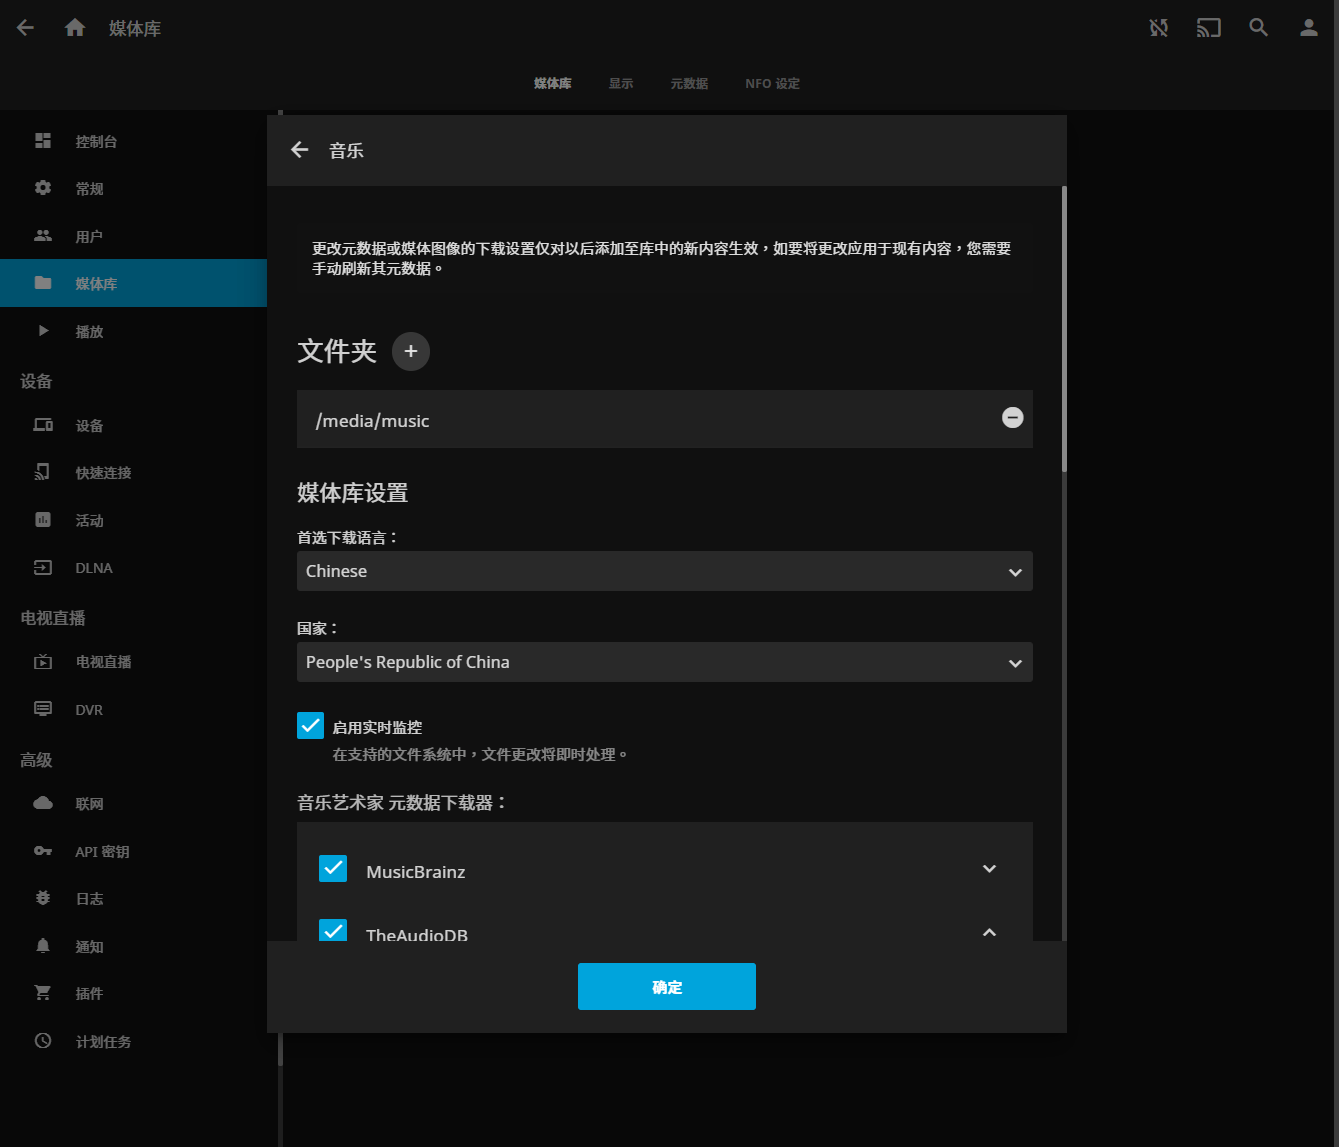 媒体库
媒体库
显示
元数据
NFO 设定
控制台
常规
用户
媒体库
播放
设备
设备
快速连接
活动
DLNA
电视直播
电视直播
DVR
高级
联网
API 密钥
日志
通知
插件
计划任务
音乐
更改元数据或媒体图像的下载设置仅对以后添加至库中的新内容生效，如要将更改应用于现有内容，您需要
手动刷新其元数据。
文件夹
/media/music
媒体库设置
首选下载语言：
Chinese
国家：
People's Republic of China
启用实时监控
在支持的文件系统中，文件更改将即时处理。
音乐艺术家 元数据下载器：
MusicBrainz
TheAudioDB
确定